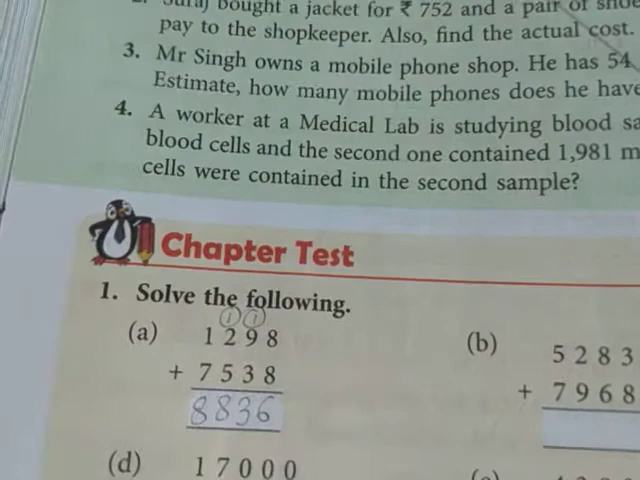 bought a jacket for ₹ 752 and a pair of
pay to the shopkeeper. Also, find the actual cost.
3. Mr Singh owns a mobile phone shop. He has 54
Estimate, how many mobile phones does he have
4. A worker at a Medical Lab is studying blood sa
blood cells and the second one contained 1,981 m
cells were contained in the second sample?
Chapter Test
1. Solve the following.
1 1
(a) 1 2 9 8
+ 7 5 3 8
8836
(b) 5 2 8 3
+ 7 9 6 8
(d) 1 7 0 0 0